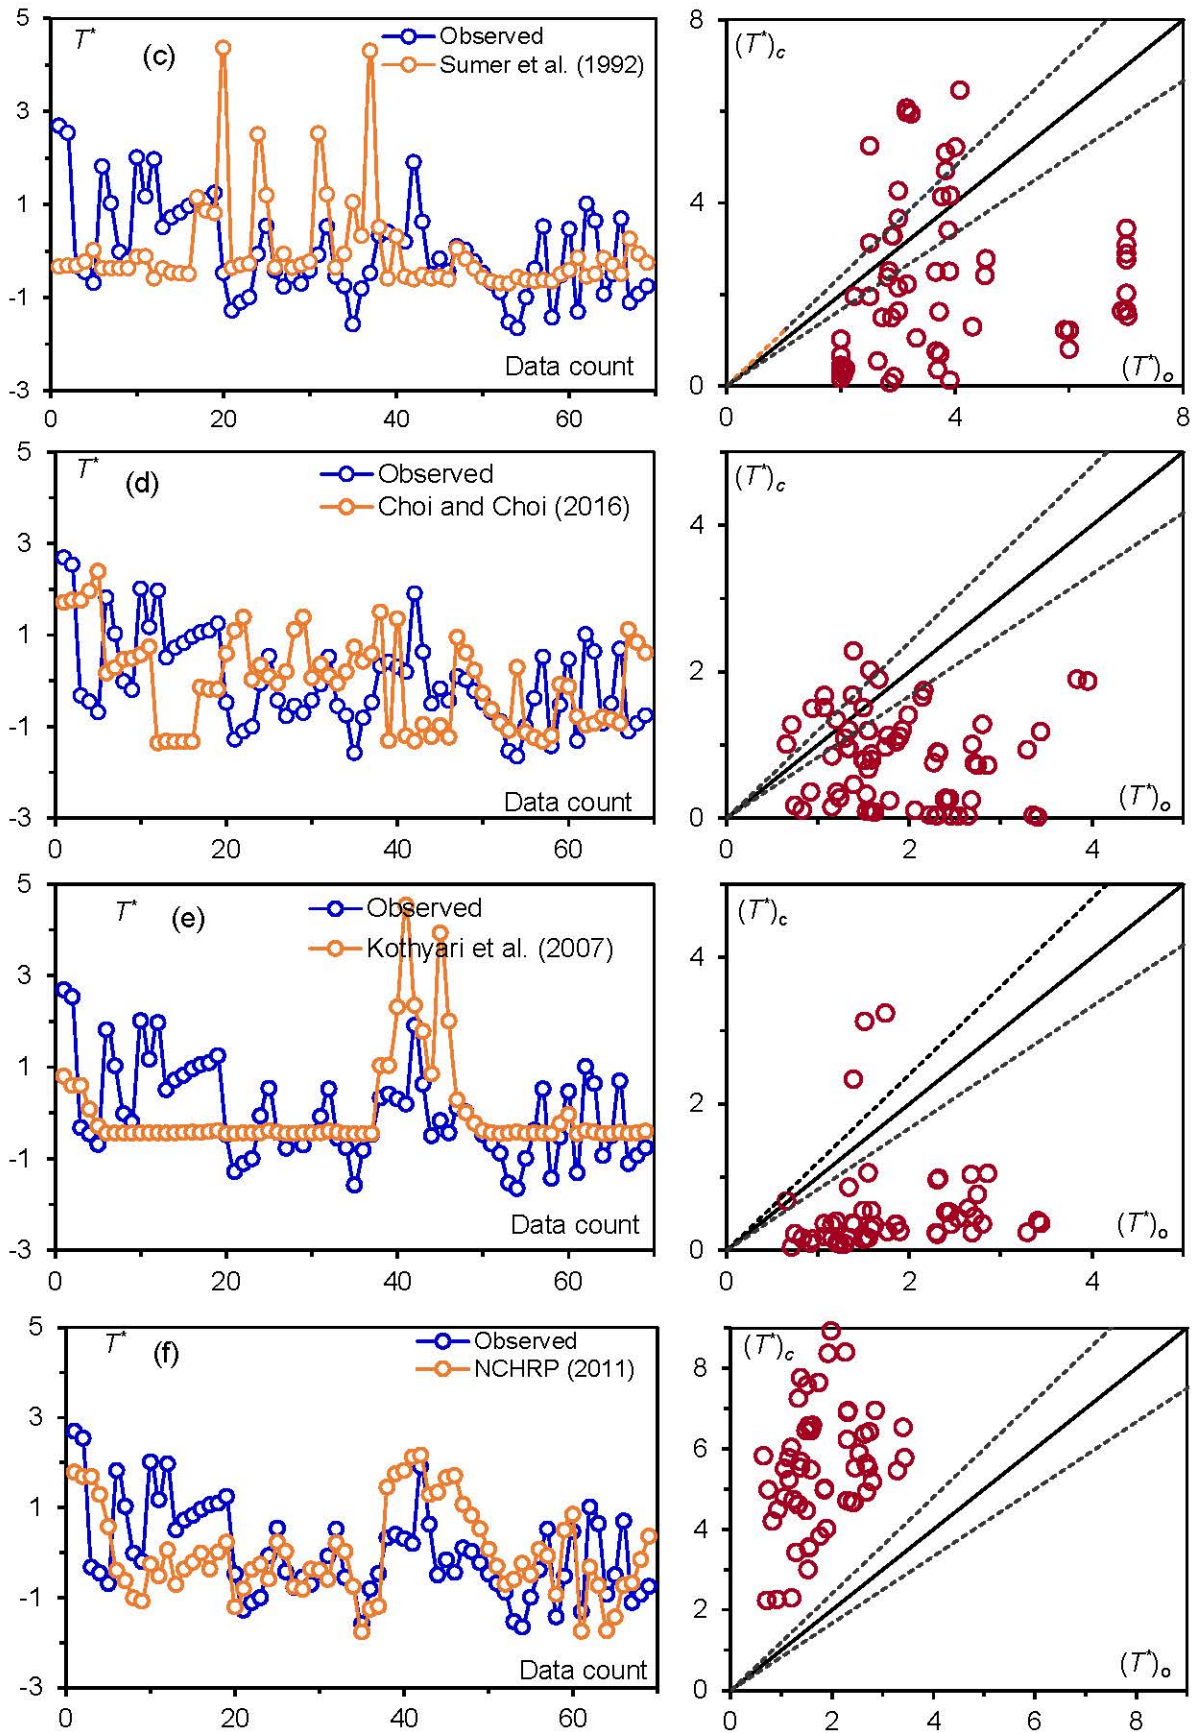 5
T*
(c)
Observed
Sumer et al. (1992)
3
1
-1
Data count
-3
0
20
40
60
8
(T*)c
4
0
(T*)o
0
4
8
5
T*
(d)
Observed
Choi and Choi (2016)
3
1
-1
Data count
-3
0
20
40
60
(T*)c
4
2
(T*)o
0
0
2
4
5
T*
(e)
Observed
Kothyari et al. (2007)
3
1
-1
Data count
-3
0
20
40
60
(T*)c
4
2
(T*)o
0
0
2
4
5
T*
(f)
Observed
NCHRP (2011)
3
1
-1
Data count
-3
0
20
40
60
(T*)c
8
6
4
2
(T*)o
0
0
2
4
6
8